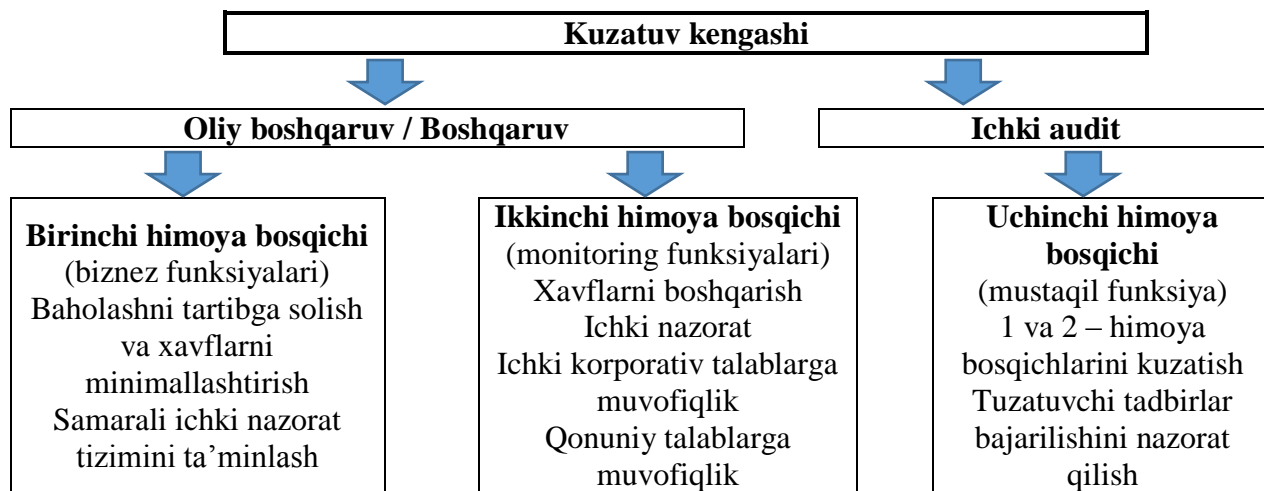 Kuzatuv kengashi
Oliy boshqaruv / Boshqaruv
Ichki audit
Birinchi himoya bosqichi
(biznez funksiyalari)
Baholashni tartibga solish
va xavflarni
minimallashtirish
Samarali ichki nazorat
tizimini ta’minlash
Ikkinchi himoya bosqichi
(monitoring funksiyalari)
Xavflarni boshqarish
Ichki nazorat
Ichki korporativ talablarga
muvofiqlik
Qonuniy talablarga
muvofiqlik
Uchinchi himoya
bosqichi
(mustaqil funksiya)
1 va 2 – himoya
bosqichlarini kuzatish
Tuzatuvchi tadbirlar
bajarilishini nazorat
qilish